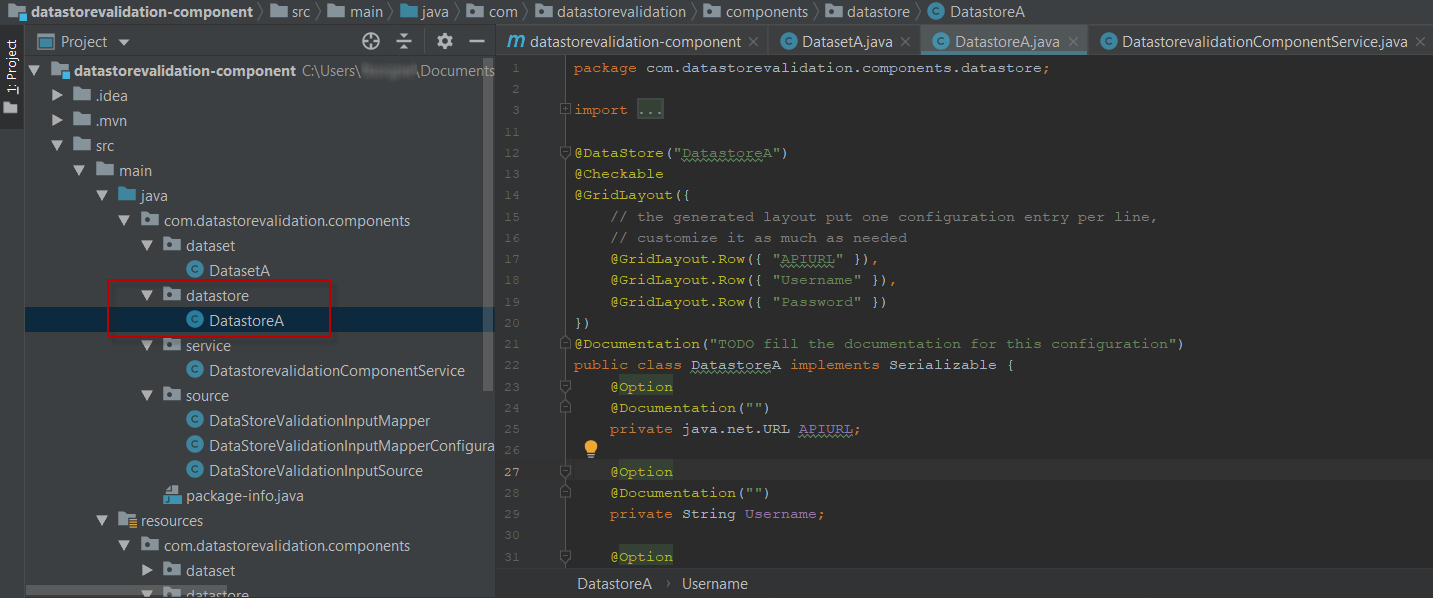 datastorevalidation-component src main java com datastorevalidation components datastore DatastoreA
1: Project
Project
datastorevalidation-component C:\Users\ \Documents
.idea
.mvn
src
main
java
com.datastorevalidation.components
dataset
DatasetA
datastore
DatastoreA
service
DatastorevalidationComponentService
source
DataStoreValidationInputMapper
DataStoreValidationInputMapperConfigura
DataStoreValidationInputSource
package-info.java
resources
com.datastorevalidation.components
dataset
datastore
m datastorevalidation-component DatasetA.java DatastoreA.java DatastorevalidationComponentService.java
1 package com.datastorevalidation.components.datastore;
2
3 import ...
11
12 @DataStore("DatastoreA")
13 @Checkable
14 @GridLayout({
15 // the generated layout put one configuration entry per line,
16 // customize it as much as needed
17 @GridLayout.Row({ "APIURL" }),
18 @GridLayout.Row({ "Username" }),
19 @GridLayout.Row({ "Password" })
20 })
21 @Documentation("TODO fill the documentation for this configuration")
22 public class DatastoreA implements Serializable {
23 @Option
24 @Documentation("")
25 private java.net.URL APIURL;
26
27 @Option
28 @Documentation("")
29 private String Username;
30
31 @Option
DatastoreA › Username